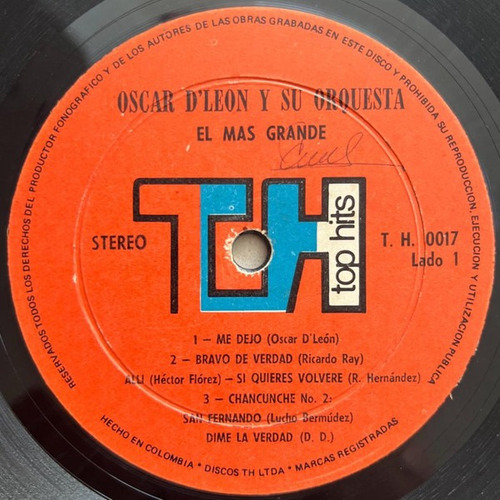 RESERVADOS TODOS LOS DERECHOS DEL PRODUCTOR FONOGRAFICO Y DE LOS AUTORES DE LAS OBRAS GRABADAS EN ESTE DISCO Y PROHIBIDA SU REPRODUCCION, EJECUCION Y UTILIZACION PUBLICA
OSCAR D'LEON Y SU ORQUESTA
EL MAS GRANDE
TH
top hits
STEREO
T. H. 0017
Lado 1
1 — ME DEJO (Oscar D'León)
2 — BRAVO DE VERDAD (Ricardo Ray)
ALLI (Héctor Flórez) — SI QUIERES VOLVERE (R. Hernández)
3 — CHANCUNCHE No. 2:
SAN FERNANDO (Lucho Bermúdez)
DIME LA VERDAD (D. D.)
HECHO EN COLOMBIA • DISCOS TH LTDA • MARCAS REGISTRADAS